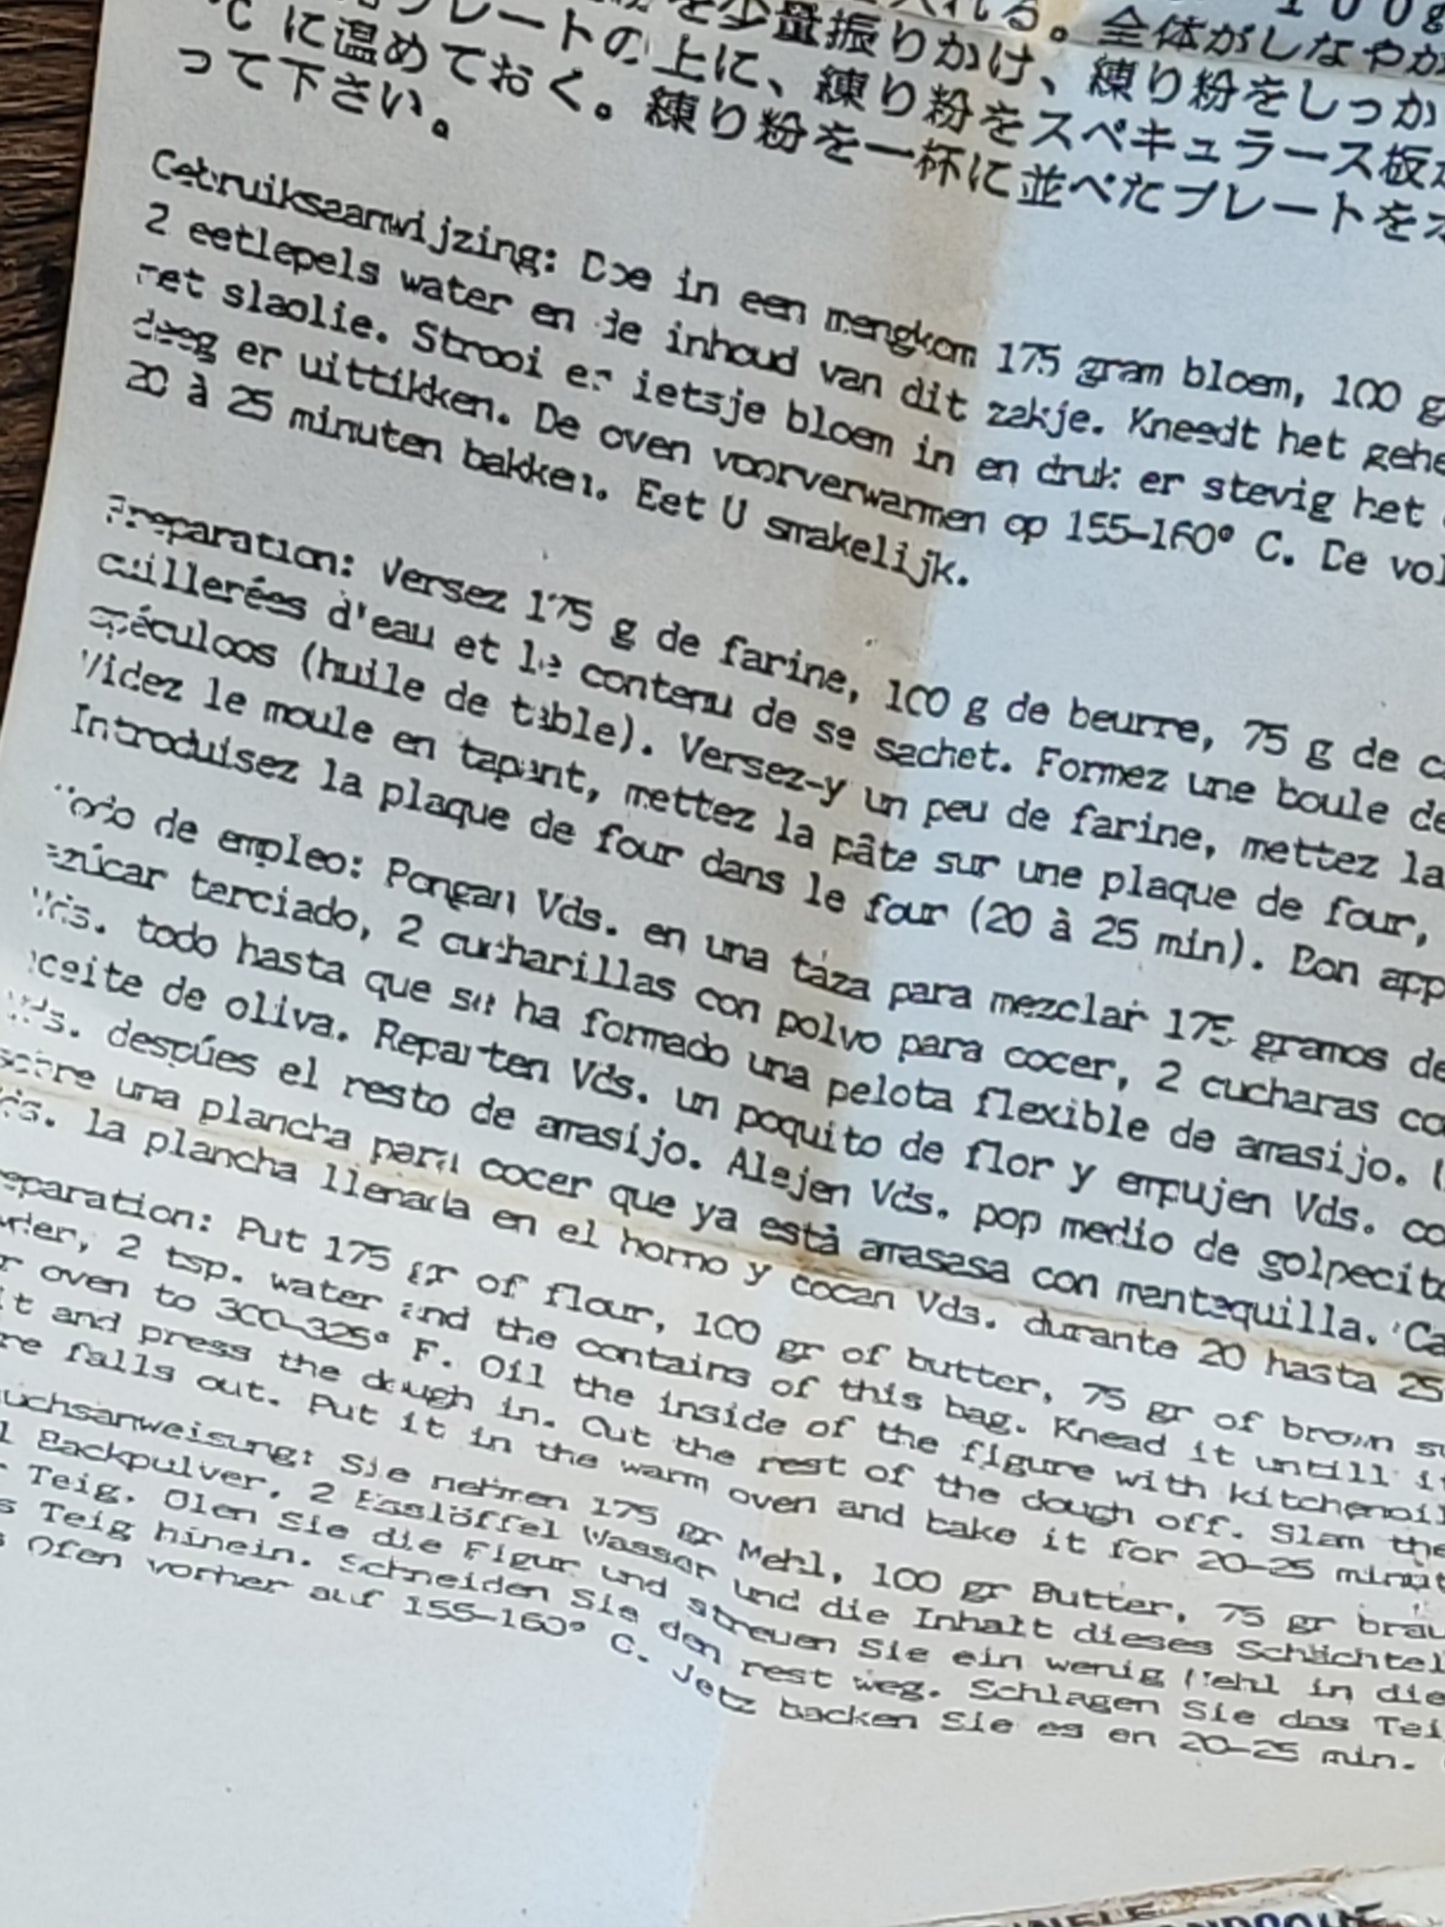 を少量振りかけ、練り粉をしっか
プレートの上に、練り粉をスペキュラース板
℃に温めておく。練り粉を一杯に並べたプレートを
って下さい。
Gebruiksaanwijzing: Doe in een mengkom 175 gram bloem, 100 g
2 eetlepels water en de inhoud van dit zakje. Kneedt het gehe
met slaolie. Strooi er ietsje bloem in en druk er stevig het
deeg er uittikken. De oven voorverwarmen op 155-160° C. De vol
20 à 25 minuten bakken. Eet U smakelijk.
Preparation: Versez 175 g de farine, 100 g de beurre, 75 g de c
cuillerées d'eau et le contenu de se sachet. Formez une boule de
spéculoos (huile de table). Versez-y un peu de farine, mettez la
Videz le moule en tapant, mettez la pâte sur une plaque de four,
Introduisez la plaque de four dans le four (20 à 25 min). Bon app
Modo de empleo: Pongan Vds. en una táza para mezclar 175 gramos de
azúcar terciado, 2 cucharillas con polvo para cocer, 2 cucharas co
Vds. todo hasta que se ha formado una pelota flexible de amasijo. (
ceite de oliva. Reparten Vds. un poquito de flor y empujen Vds. co
Vds. despúes el resto de amasijo. Alejen Vds. pop medio de golpecito
sobre una plancha para cocer que ya está amasasa con mantequilla. Ca
Vds. la plancha llenada en el horno y cocan Vds. durante 20 hasta 25
eparation: Put 175 gr of flour, 100 gr of butter, 75 gr of brown su
2 tsp. water and the contains of this bag. Knead it untill it
r oven to 300-325° F. Oil the inside of the figure with kitchenoil
it and press the dough in. Cut the rest of the dough off. Slam the
re falls out. Put it in the warm oven and bake it for 20-25 minut
uchsanweisung: Sie nehmen 175 gr Mehl, 100 gr Butter, 75 gr brau
l Backpulver, 2 Esslöffel Wasser und die Inhalt dieses Schächtel
Teig. Olen Sie die Figur und streuen Sie ein wenig Mehl in die
s Teig hinein. Schneiden Sie den rest weg. Schlagen Sie das Tei
Ofen vorher auf 155-160° C. Jetz backen Sie es en 20-25 min.